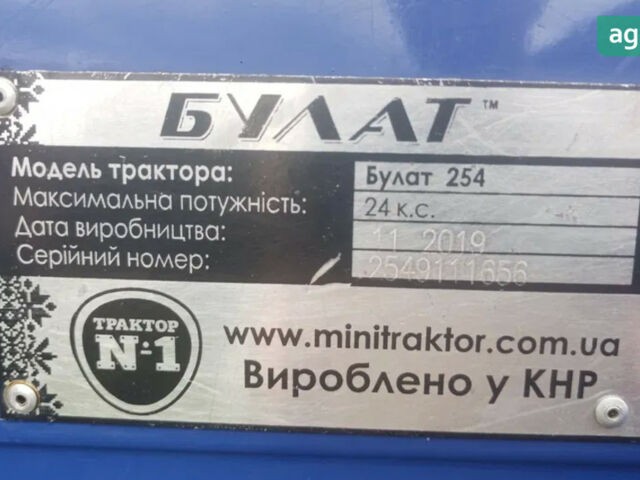 ag
БУЛАТ™
Модель трактора: Булат 254
Максимальна потужність: 24 к.с.
Дата виробництва: 11 2019
Серійний номер: 2549111656
ТРАКТОР
№1
www.minitraktor.com.ua
Вироблено у КНР